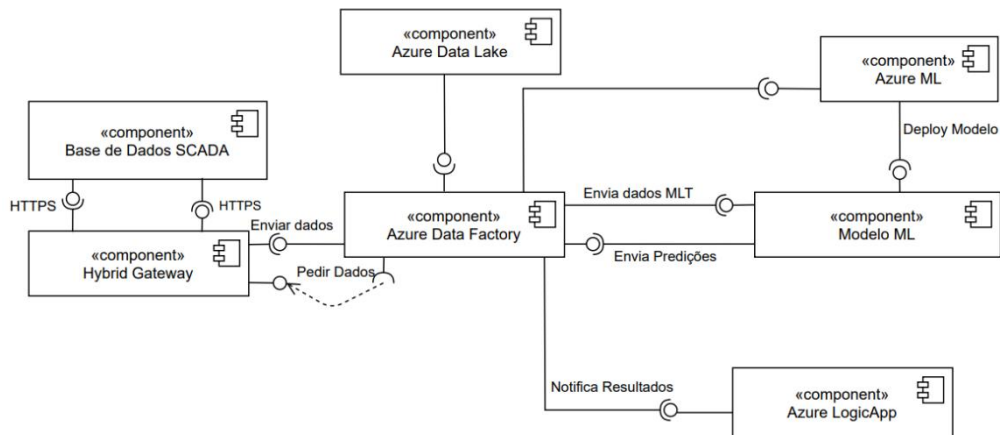 «component»
Azure Data Lake
«component»
Azure ML
«component»
Base de Dados SCADA
Deploy Modelo
HTTPS
HTTPS
Enviar dados
«component»
Azure Data Factory
Envia dados MLT
«component»
Modelo ML
«component»
Hybrid Gateway
Pedir Dados
Envia Predições
Notifica Resultados
«component»
Azure LogicApp